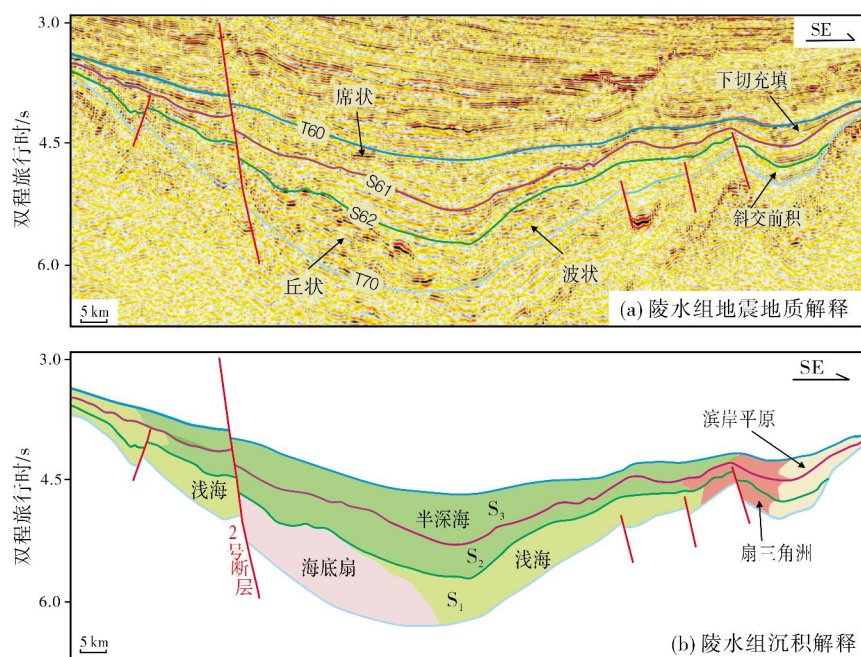 3.0
SE
下切充填
席状
T60
4.5
双程旅行时/s
S61
S62
斜交前积
6.0
丘状
T70
波状
5 km
(a) 陵水组地震地质解释
3.0
SE
滨岸平原
4.5
双程旅行时/s
浅海
S3
半深海
2号断层
浅海
扇三角洲
海底扇
S2
S1
6.0
5 km
(b) 陵水组沉积解释